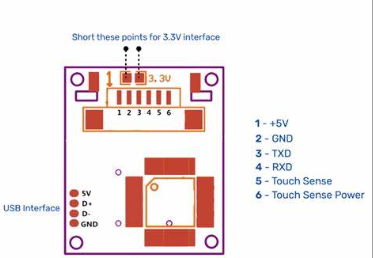 Short these points for 3.3V interface
3.3V
1 2 3 4 5 6
1 - +5V
2 - GND
3 - TXD
4 - RXD
5 - Touch Sense
6 - Touch Sense Power
USB Interface
5V
D+
D-
GND